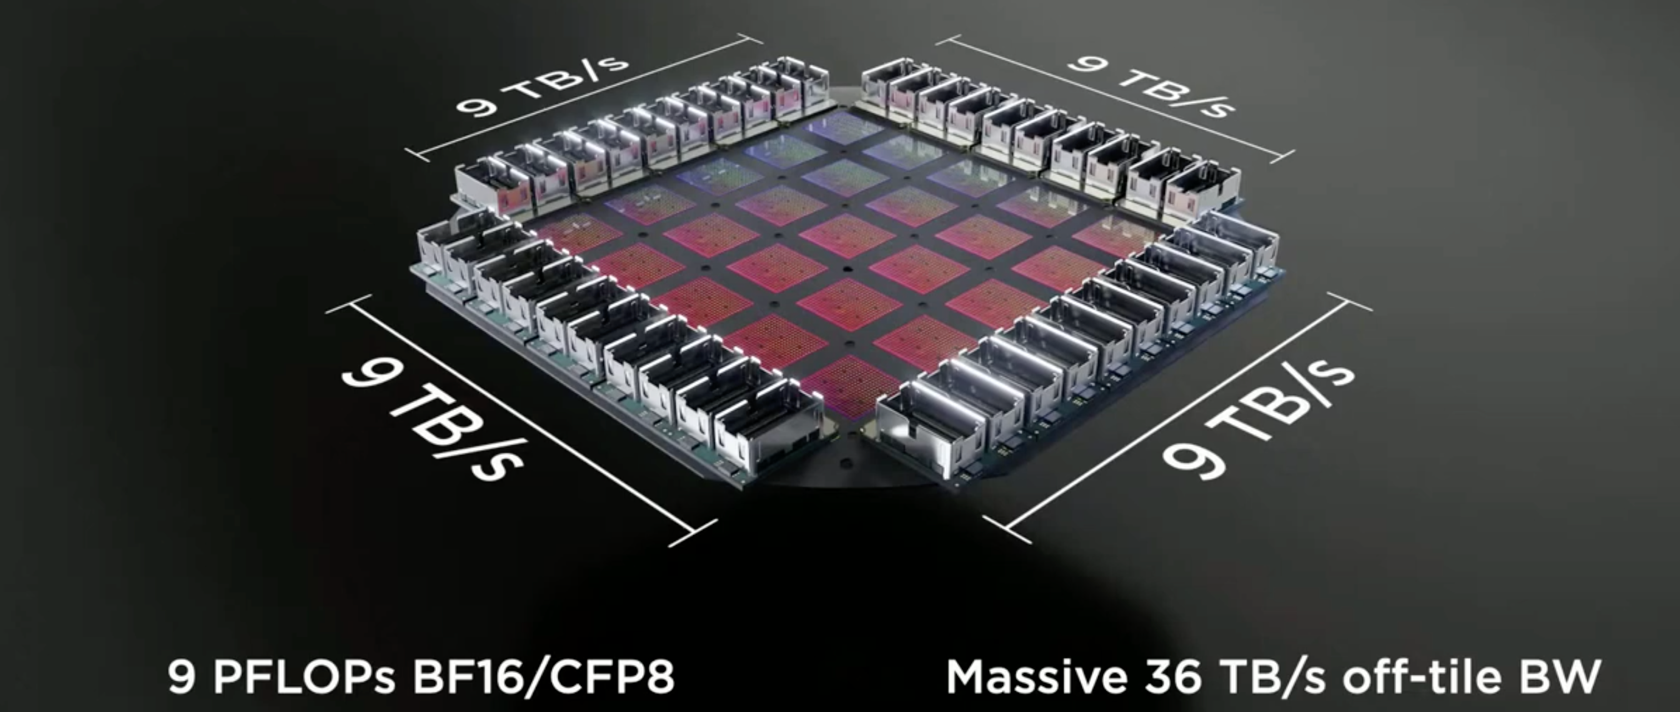 9 TB/s
9 TB/s
9 TB/s
9 TB/s
9 PFLOPs BF16/CFP8
Massive 36 TB/s off-tile BW